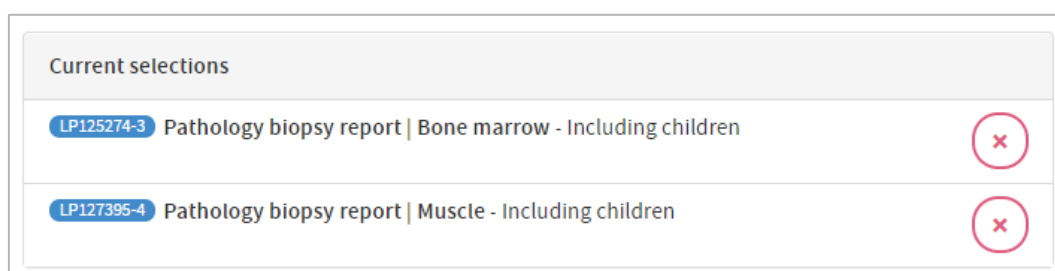 Current selections
LP125274-3 Pathology biopsy report | Bone marrow - Including children
LP127395-4 Pathology biopsy report | Muscle - Including children